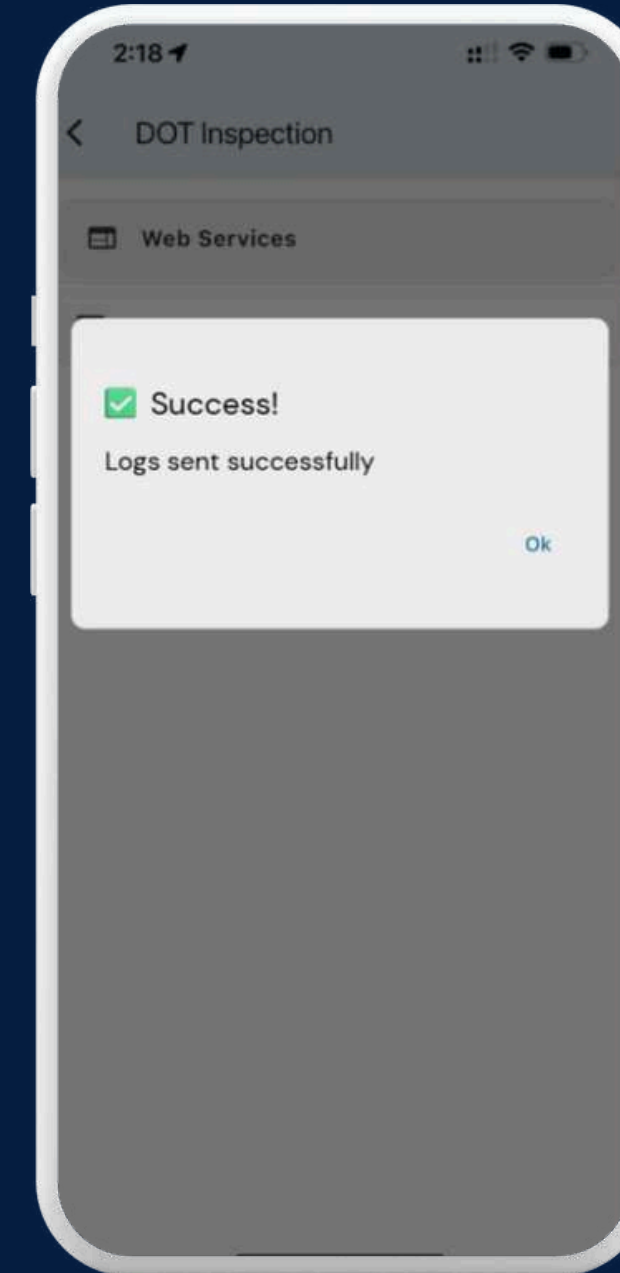 2:18
DOT Inspection
Web Services
✅ Success!
Logs sent successfully
Ok